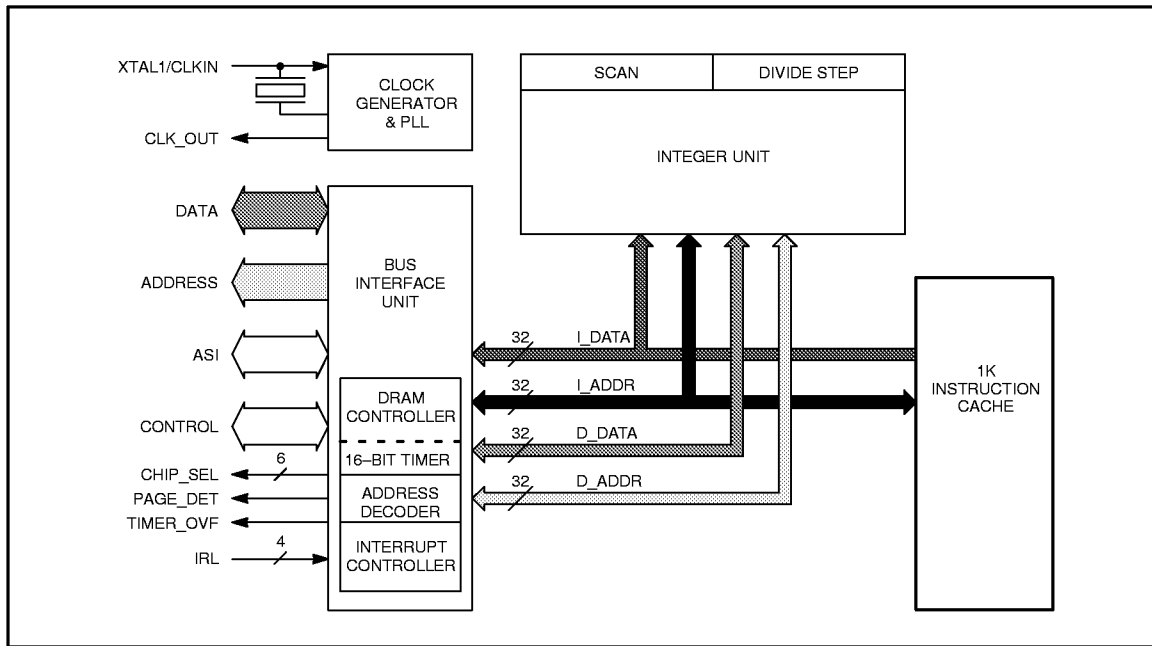 XTAL1/CLKIN
CLK_OUT
CLOCK
GENERATOR
& PLL
SCAN
DIVIDE STEP
INTEGER UNIT
DATA
ADDRESS
ASI
CONTROL
CHIP_SEL
6
PAGE_DET
TIMER_OVF
IRL
4
BUS
INTERFACE
UNIT
DRAM
CONTROLLER
16–BIT TIMER
ADDRESS
DECODER
INTERRUPT
CONTROLLER
32 I_DATA
32 I_ADDR
32 D_DATA
32 D_ADDR
1K
INSTRUCTION
CACHE